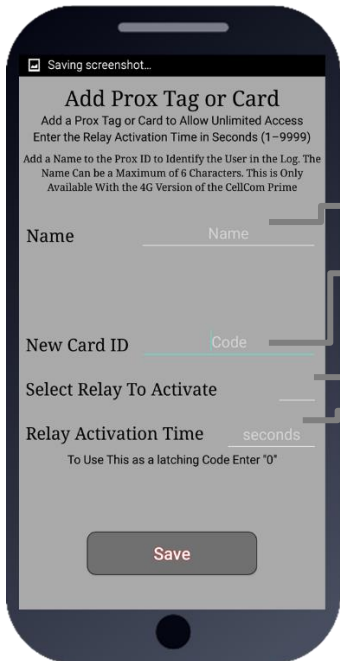 Saving screenshot...
Add Prox Tag or Card
Add a Prox Tag or Card to Allow Unlimited Access
Enter the Relay Activation Time in Seconds (1–9999)
Add a Name to the Prox ID to Identify the User in the Log. The
Name Can be a Maximum of 6 Characters. This is Only
Available With the 4G Version of the CellCom Prime
Name Name
New Card ID Code
Select Relay To Activate
Relay Activation Time seconds
To Use This as a latching Code Enter "0"
Save